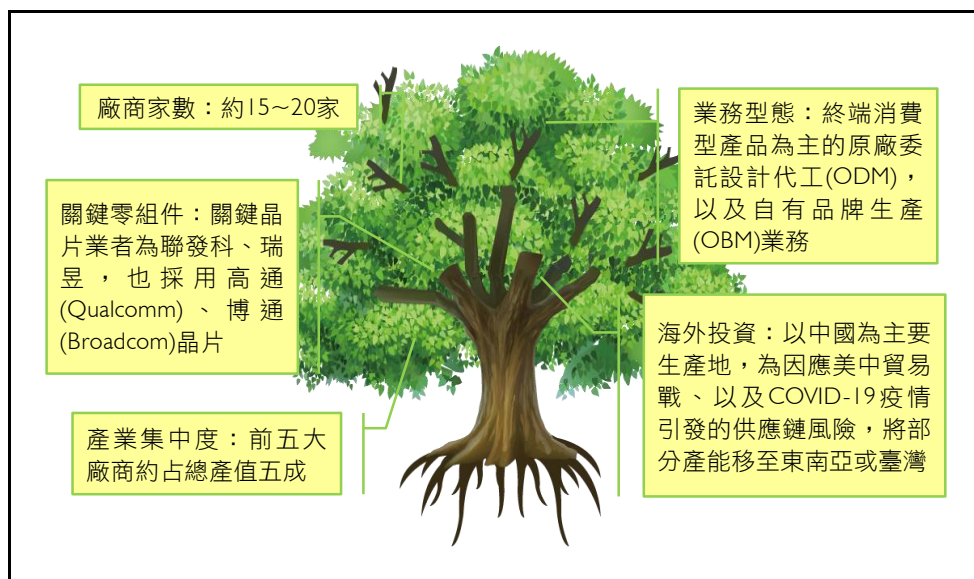 廠商家數：約15~20家
關鍵零組件：關鍵晶
片業者為聯發科、瑞
昱，也採用高通
(Qualcomm)、博通
(Broadcom)晶片
產業集中度：前五大
廠商約占總產值五成
業務型態：終端消費
型產品為主的原廠委
託設計代工(ODM)，
以及自有品牌生產
(OBM)業務
海外投資：以中國為主要
生產地，為因應美中貿易
戰、以及COVID-19疫情
引發的供應鏈風險，將部
分產能移至東南亞或臺灣